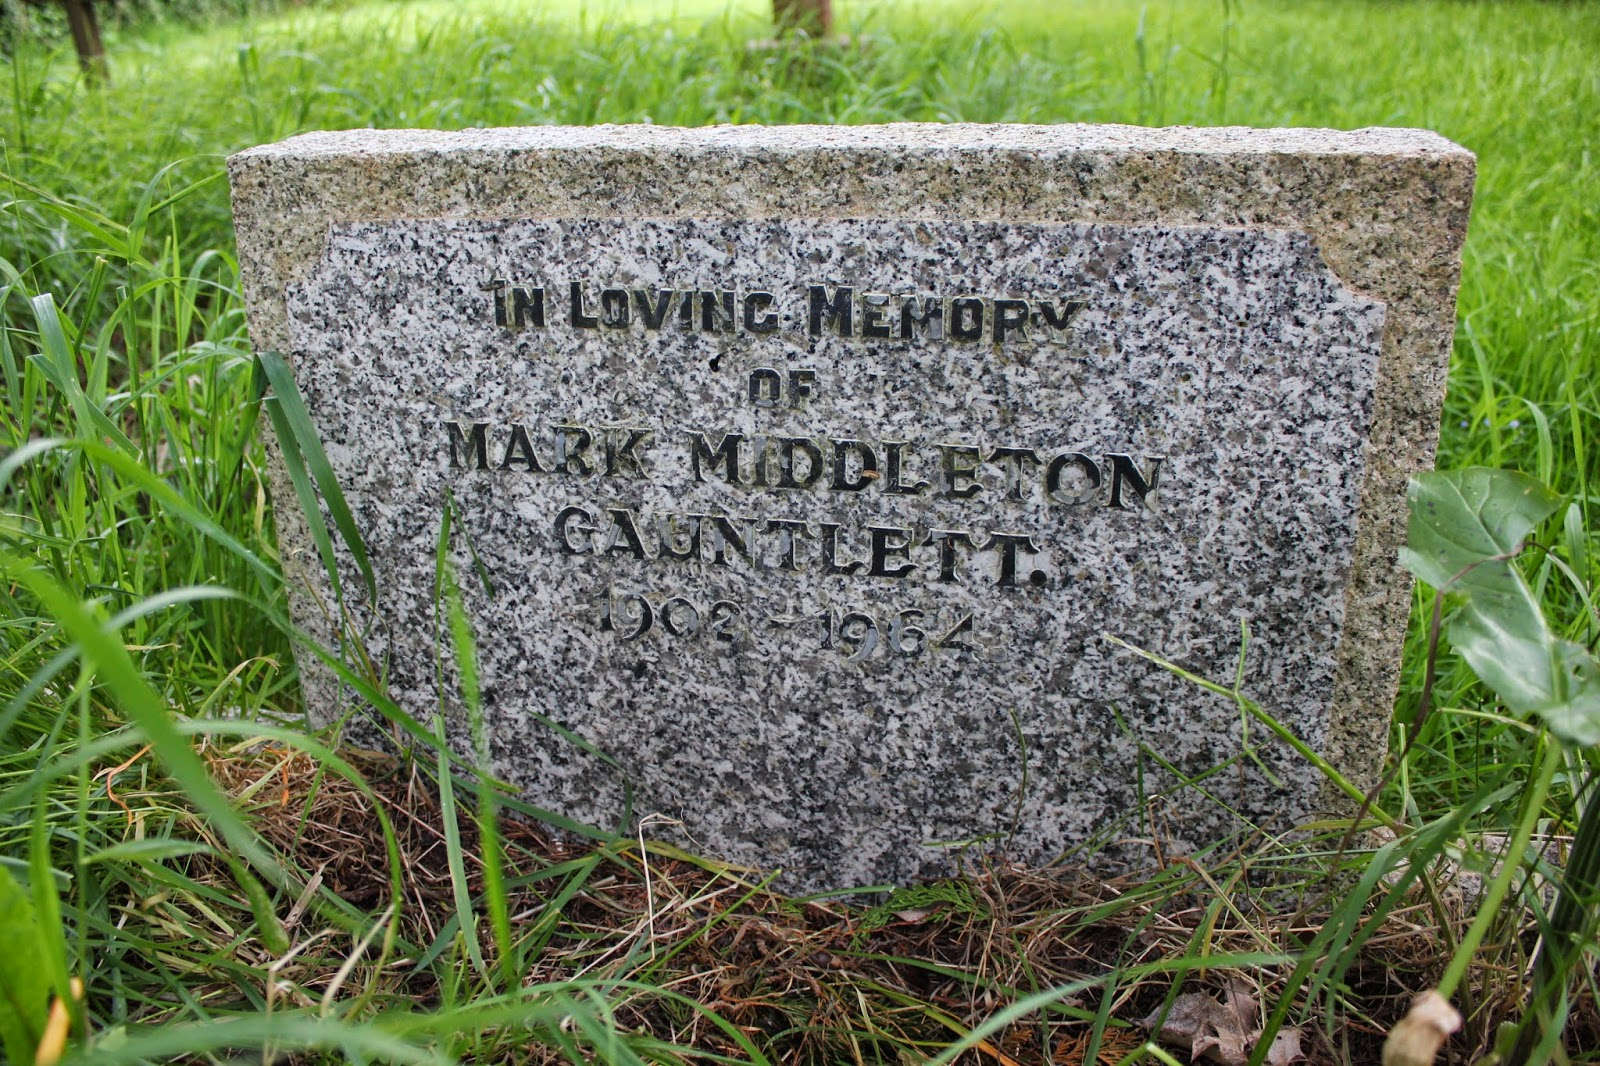 In Loving Memory
OF
MARK MIDDLETON
GAUNTLETT.
1902 - 1964.